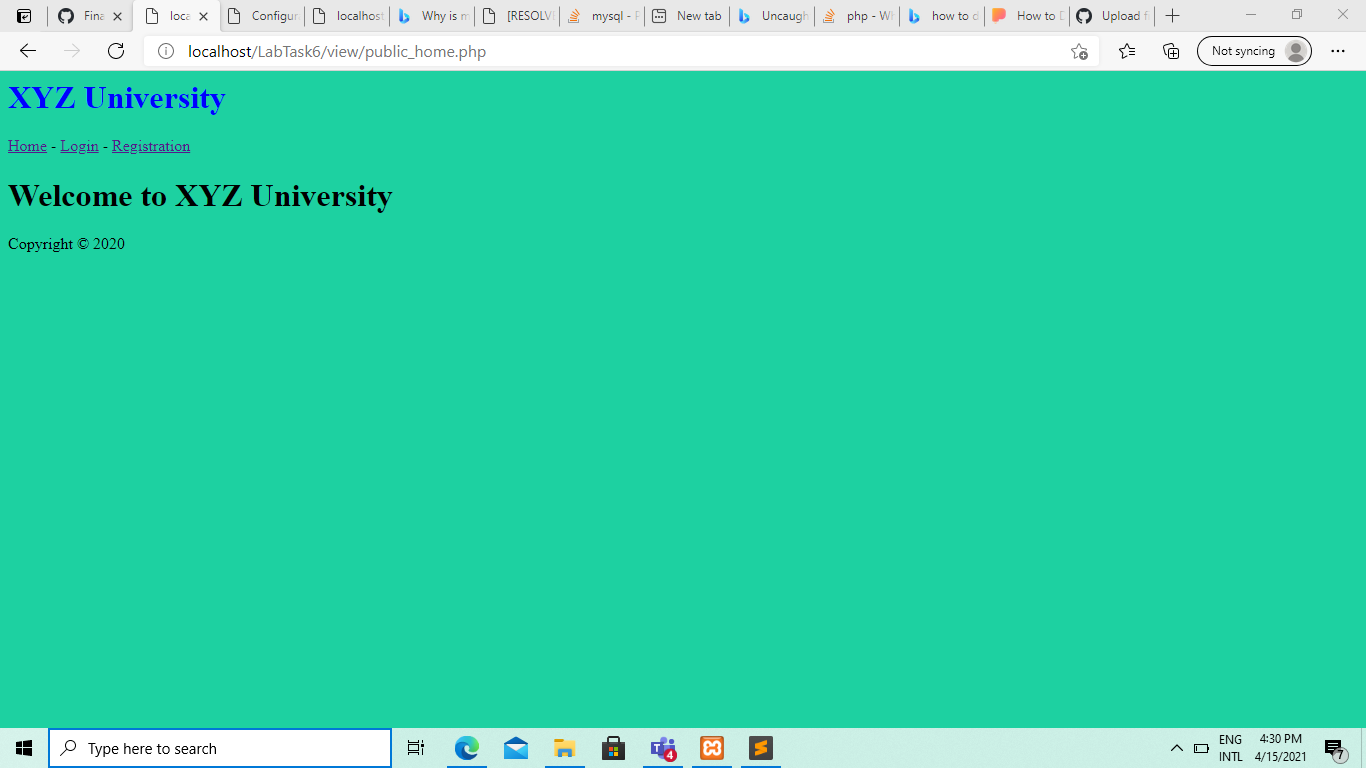 Fina
loca
Configur
localhost
Why is m
[RESOLV
mysql - P
New tab
Uncaugh
php - Wh
how to d
How to D
Upload fi
localhost/LabTask6/view/public_home.php
Not syncing
XYZ University
Home - Login - Registration
Welcome to XYZ University
Copyright © 2020
Type here to search
4
ENG
INTL
4:30 PM
4/15/2021
7